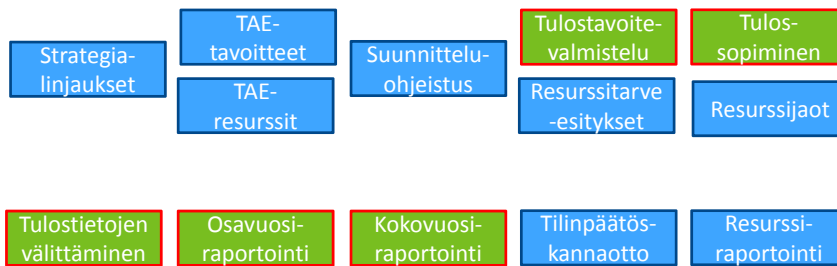 Strategia-
linjaukset
TAE-
tavoitteet
TAE-
resurssit
Suunnittelu-
ohjeistus
Tulostavoite-
valmistelu
Resurssitarve
-esitykset
Tulos-
sopiminen
Resurssijaot
Tulostietojen
välittäminen
Osavuosi-
raportointi
Kokovuosi-
raportointi
Tilinpäätös-
kannaotto
Resurssi-
raportointi